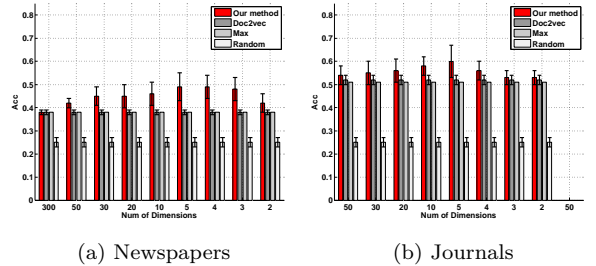 Our method
Doc2vec
Max
Random
0.8
0.7
0.6
0.5
0.4
0.3
0.2
0.1
0
Acc
300 50 30 20 10 5 4 3 2
Num of Dimensions
(a) Newspapers
Our method
Doc2vec
Max
Random
0.8
0.7
0.6
0.5
0.4
0.3
0.2
0.1
0
Acc
50 30 20 10 5 4 3 2 50
Num of Dimensions
(b) Journals